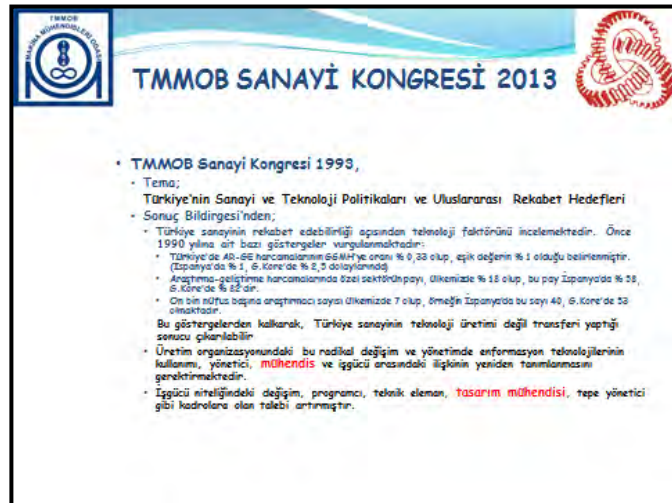 TMMOB
MAKİNA MÜHENDİSLERİ ODASI
TMMOB SANAYİ KONGRESİ 2013
• TMMOB Sanayi Kongresi 1993,
• Tema;
Türkiye'nin Sanayi ve Teknoloji Politikaları ve Uluslararası Rekabet Hedefleri
• Sonuç Bildirgesi'nden;
• Türkiye sanayinin rekabet edebilirliği açısından teknoloji faktörünü incelemektedir. Önce
1990 yılına ait bazı göstergeler vurgulanmaktadır:
• Türkiye'de AR-GE harcamalarının GSMH'ye oranı % 0,33 olup, eşik değerin % 1 olduğu belirlenmiştir.
(İspanya'da % 1, G.Kore'de % 2,5 dolaylarında)
• Araştırma-geliştirme harcamalarında özel sektörün payı, ülkemizde % 18 olup, bu pay İspanya'da % 58,
G.Kore'de % 82'dir.
• On bin nüfus başına araştırmacı sayısı ülkemizde 7 olup, örneğin İspanya'da bu sayı 40, G.Kore'de 53
olmaktadır.
Bu göstergelerden kalkarak, Türkiye sanayinin teknoloji üretimi değil transferi yaptığı
sonucu çıkarılabilir
• Üretim organizasyonundaki bu radikal değişim ve yönetimde enformasyon teknolojilerinin
kullanımı, yönetici, mühendis ve işgücü arasındaki ilişkinin yeniden tanımlanmasını
gerektirmektedir.
• İşgücü niteliğindeki değişim, programcı, teknik eleman, tasarım mühendisi, tepe yönetici
gibi kadrolara olan talebi artırmıştır.